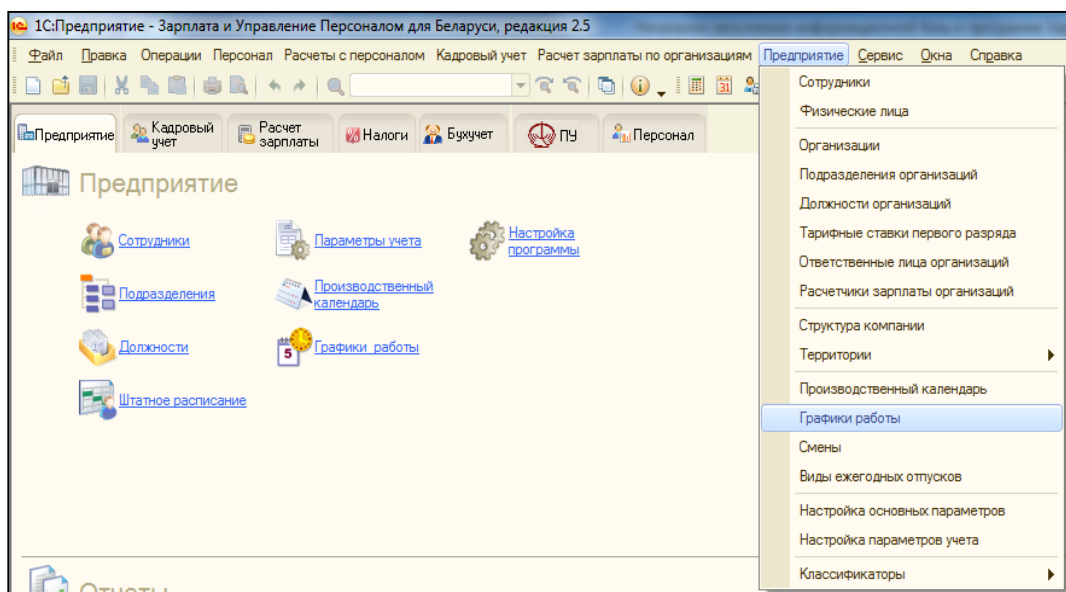 1С:Предприятие - Зарплата и Управление Персоналом для Беларуси, редакция 2.5
Файл Правка Операции Персонал Расчеты с персоналом Кадровый учет Расчет зарплаты по организациям Предприятие Сервис Окна Справка
Предприятие
Кадровый
учет
Расчет
зарплаты
Налоги
Бухучет
ПУ
Персонал
Предприятие
Сотрудники
Параметры учета
Настройка
программы
Подразделения
Производственный
календарь
Должности
5
Графики работы
Штатное расписание
Отчеты
31
Сотрудники
Физические лица
Организации
Подразделения организаций
Должности организаций
Тарифные ставки первого разряда
Ответственные лица организаций
Расчетчики зарплаты организаций
Структура компании
Территории
Производственный календарь
Графики работы
Смены
Виды ежегодных отпусков
Настройка основных параметров
Настройка параметров учета
Классификаторы